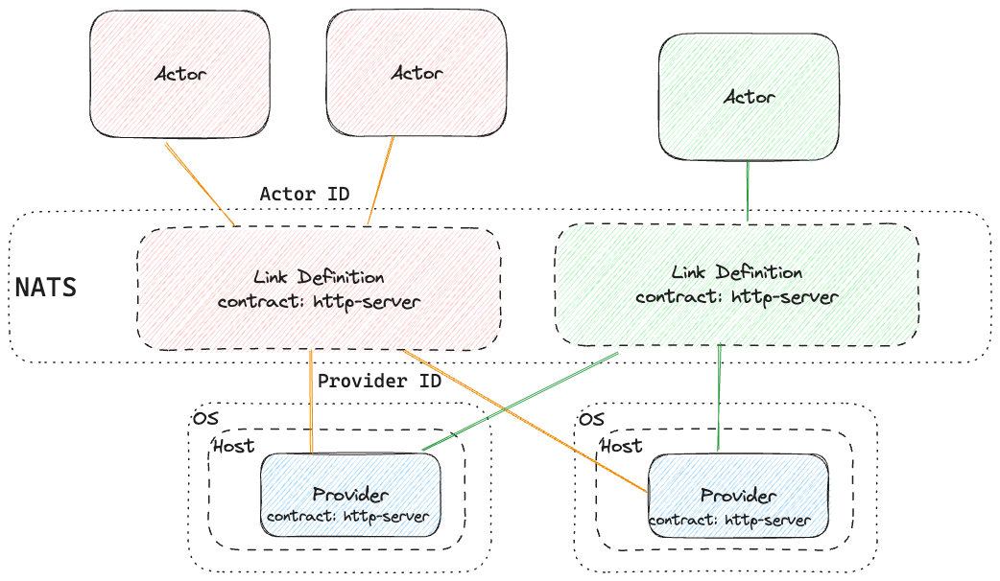 Actor
Actor
Actor
Actor ID
NATS
Link Definition
contract: http-server
Link Definition
contract: http-server
Provider ID
OS
Host
Provider
contract: http-server
OS
Host
Provider
contract: http-server